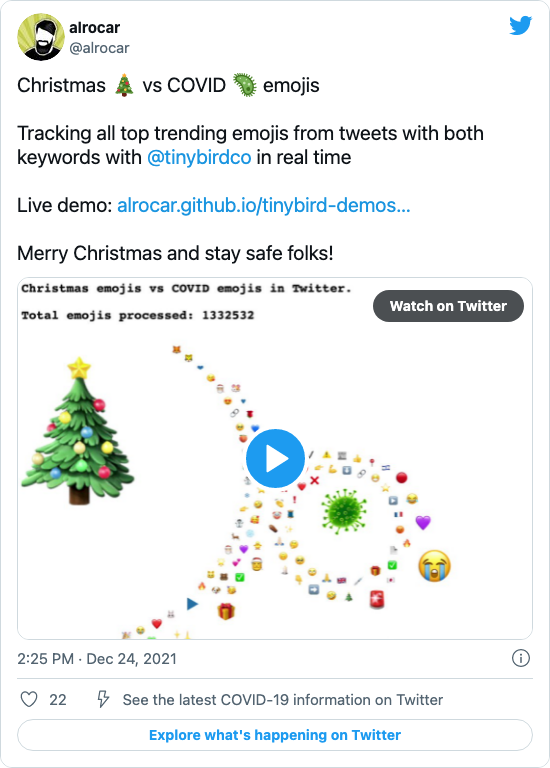 alrocar
@alrocar
Christmas 🎄 vs COVID 🦠 emojis
Tracking all top trending emojis from tweets with both
keywords with @tinybirdco in real time
Live demo: alrocar.github.io/tinybird-demos...
Merry Christmas and stay safe folks!
Christmas emojis vs COVID emojis in Twitter.
Watch on Twitter
Total emojis processed: 1332532
2:25 PM · Dec 24, 2021
22
See the latest COVID-19 information on Twitter
Explore what's happening on Twitter